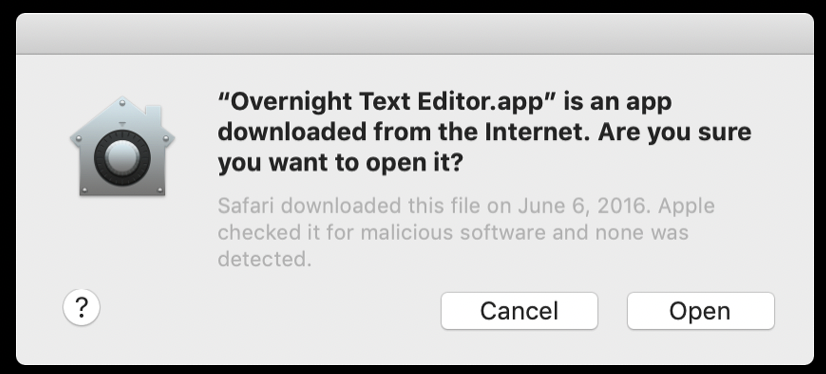 “Overnight Text Editor.app” is an app
downloaded from the Internet. Are you sure
you want to open it?
Safari downloaded this file on June 6, 2016. Apple
checked it for malicious software and none was
detected.
?
Cancel
Open